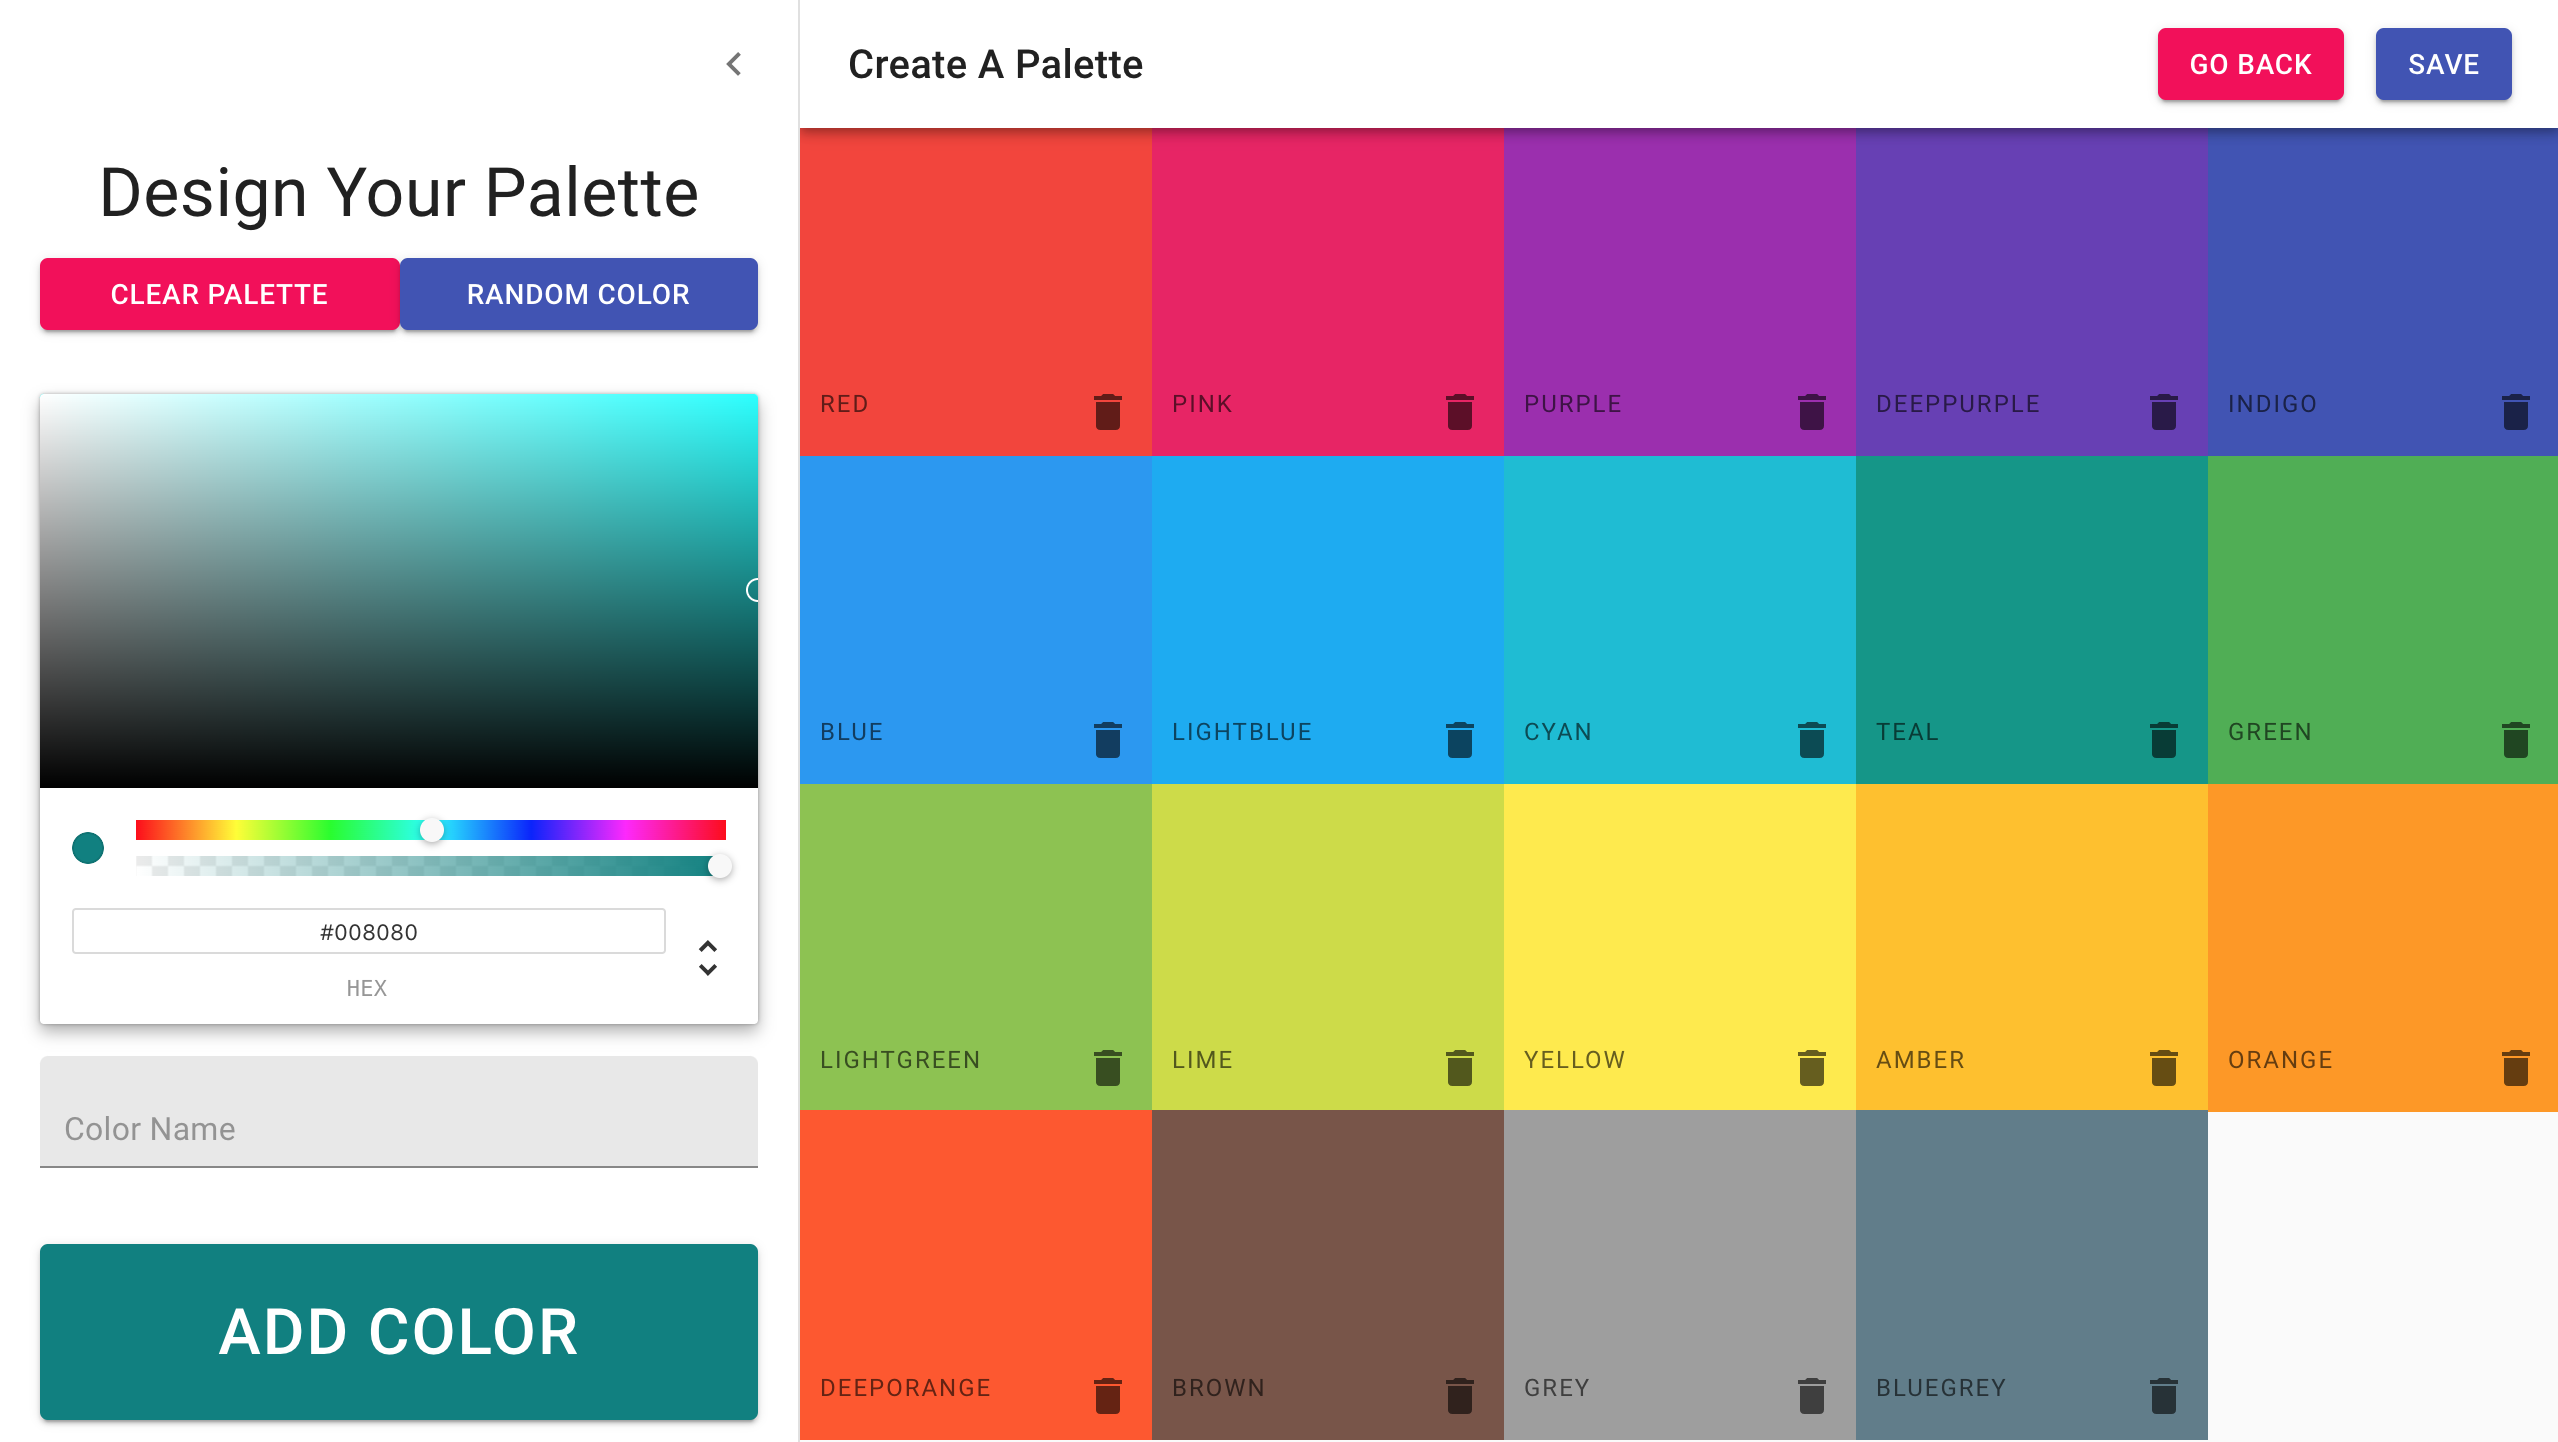 Design Your Palette
CLEAR PALETTE
RANDOM COLOR
#008080
HEX
Color Name
ADD COLOR
Create A Palette
GO BACK
SAVE
RED
PINK
PURPLE
DEEPPURPLE
INDIGO
BLUE
LIGHTBLUE
CYAN
TEAL
GREEN
LIGHTGREEN
LIME
YELLOW
AMBER
ORANGE
DEEPORANGE
BROWN
GREY
BLUEGREY